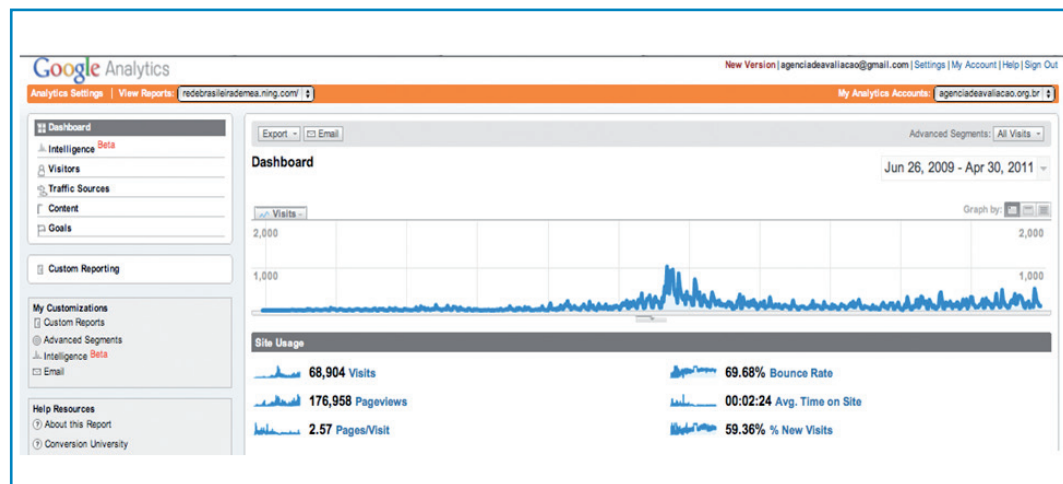 Google Analytics
New Version | agenciadeavaliacao@gmail.com | Settings | My Account | Help | Sign Out
Analytics Settings | View Reports: redebrasileirademea.ning.com/
My Analytics Accounts: agenciadeavaliacao.org.br
Dashboard
Intelligence Beta
Visitors
Traffic Sources
Content
Goals
Custom Reporting
My Customizations
Custom Reports
Advanced Segments
Intelligence Beta
Email
Help Resources
About this Report
Conversion University
Export Email
Advanced Segments: All Visits
Dashboard
Jun 26, 2009 - Apr 30, 2011
Visits
Graph by:
2,000 2,000
1,000 1,000
Site Usage
68,904 Visits
176,958 Pageviews
2.57 Pages/Visit
69.68% Bounce Rate
00:02:24 Avg. Time on Site
59.36% % New Visits